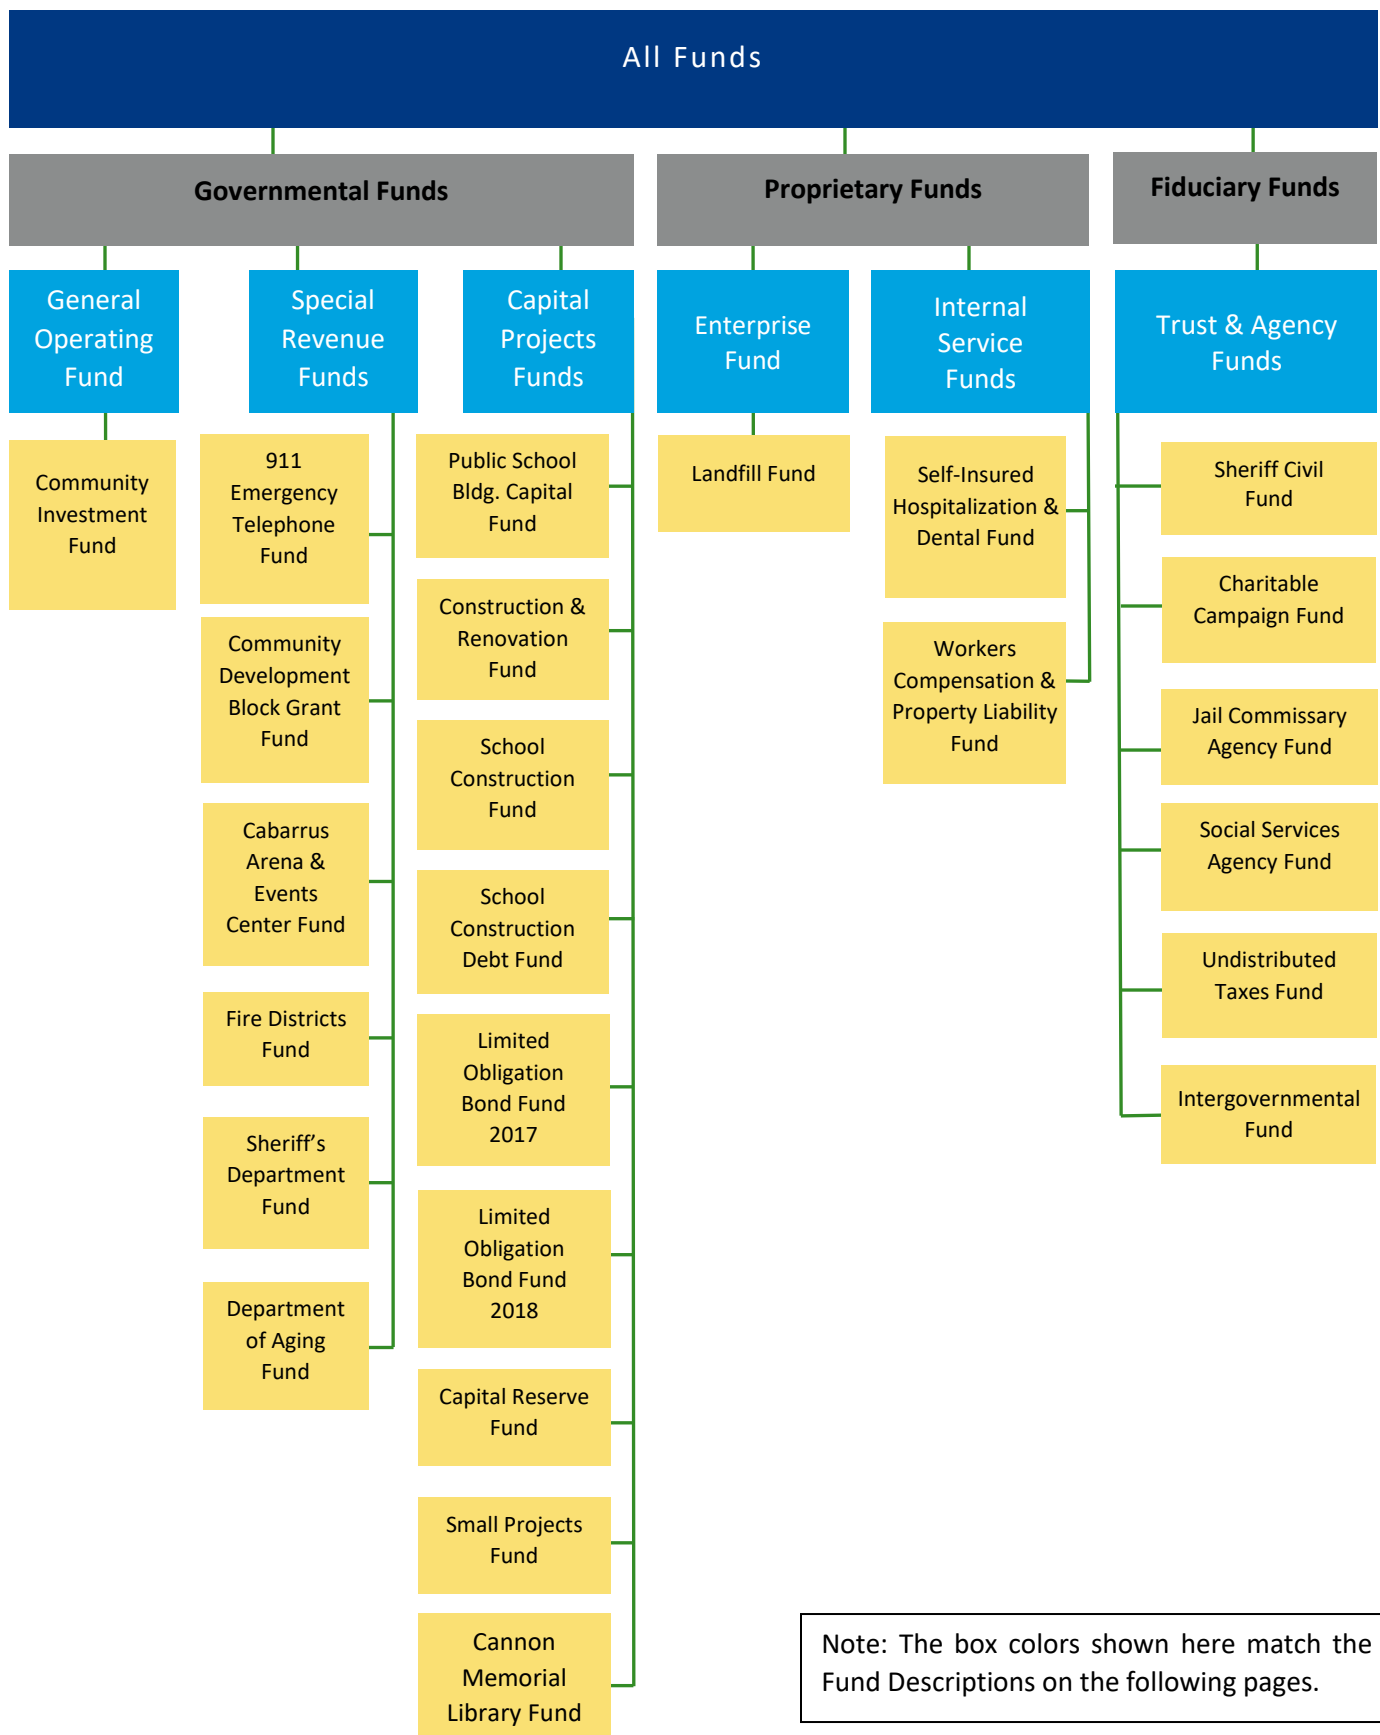 All Funds
Governmental Funds
Proprietary Funds
Fiduciary Funds
General
Operating
Fund
Special
Revenue
Funds
Capital
Projects
Funds
Enterprise
Fund
Internal
Service
Funds
Trust & Agency
Funds
Community
Investment
Fund
911
Emergency
Telephone
Fund
Community
Development
Block Grant
Fund
Cabarrus
Arena &
Events
Center Fund
Fire Districts
Fund
Sheriff’s
Department
Fund
Department
of Aging
Fund
Public School
Bldg. Capital
Fund
Construction &
Renovation
Fund
School
Construction
Fund
School
Construction
Debt Fund
Limited
Obligation
Bond Fund
2017
Limited
Obligation
Bond Fund
2018
Capital Reserve
Fund
Small Projects
Fund
Cannon
Memorial
Library Fund
Landfill Fund
Self-Insured
Hospitalization &
Dental Fund
Workers
Compensation &
Property Liability
Fund
Sheriff Civil
Fund
Charitable
Campaign Fund
Jail Commissary
Agency Fund
Social Services
Agency Fund
Undistributed
Taxes Fund
Intergovernmental
Fund
Note: The box colors shown here match the
Fund Descriptions on the following pages.